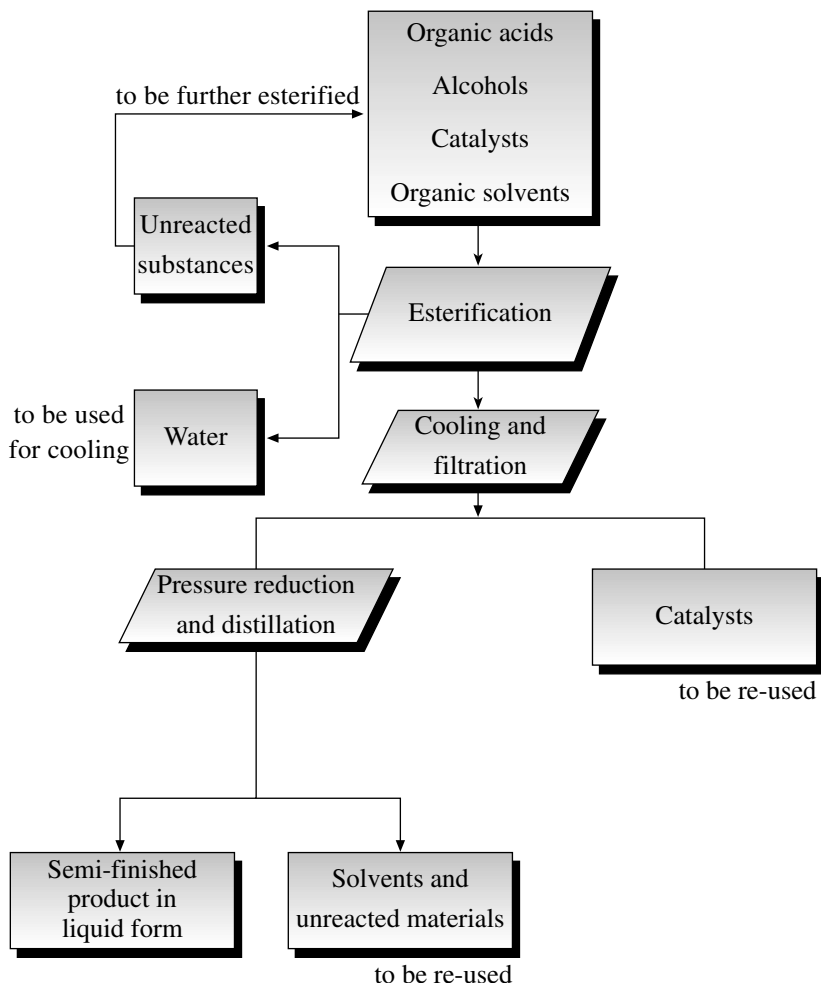 Organic acids
Alcohols
Catalysts
Organic solvents
to be further esterified
Unreacted
substances
Esterification
to be used
for cooling
Water
Cooling and
filtration
Pressure reduction
and distillation
Catalysts
to be re-used
Semi-finished
product in
liquid form
Solvents and
unreacted materials
to be re-used